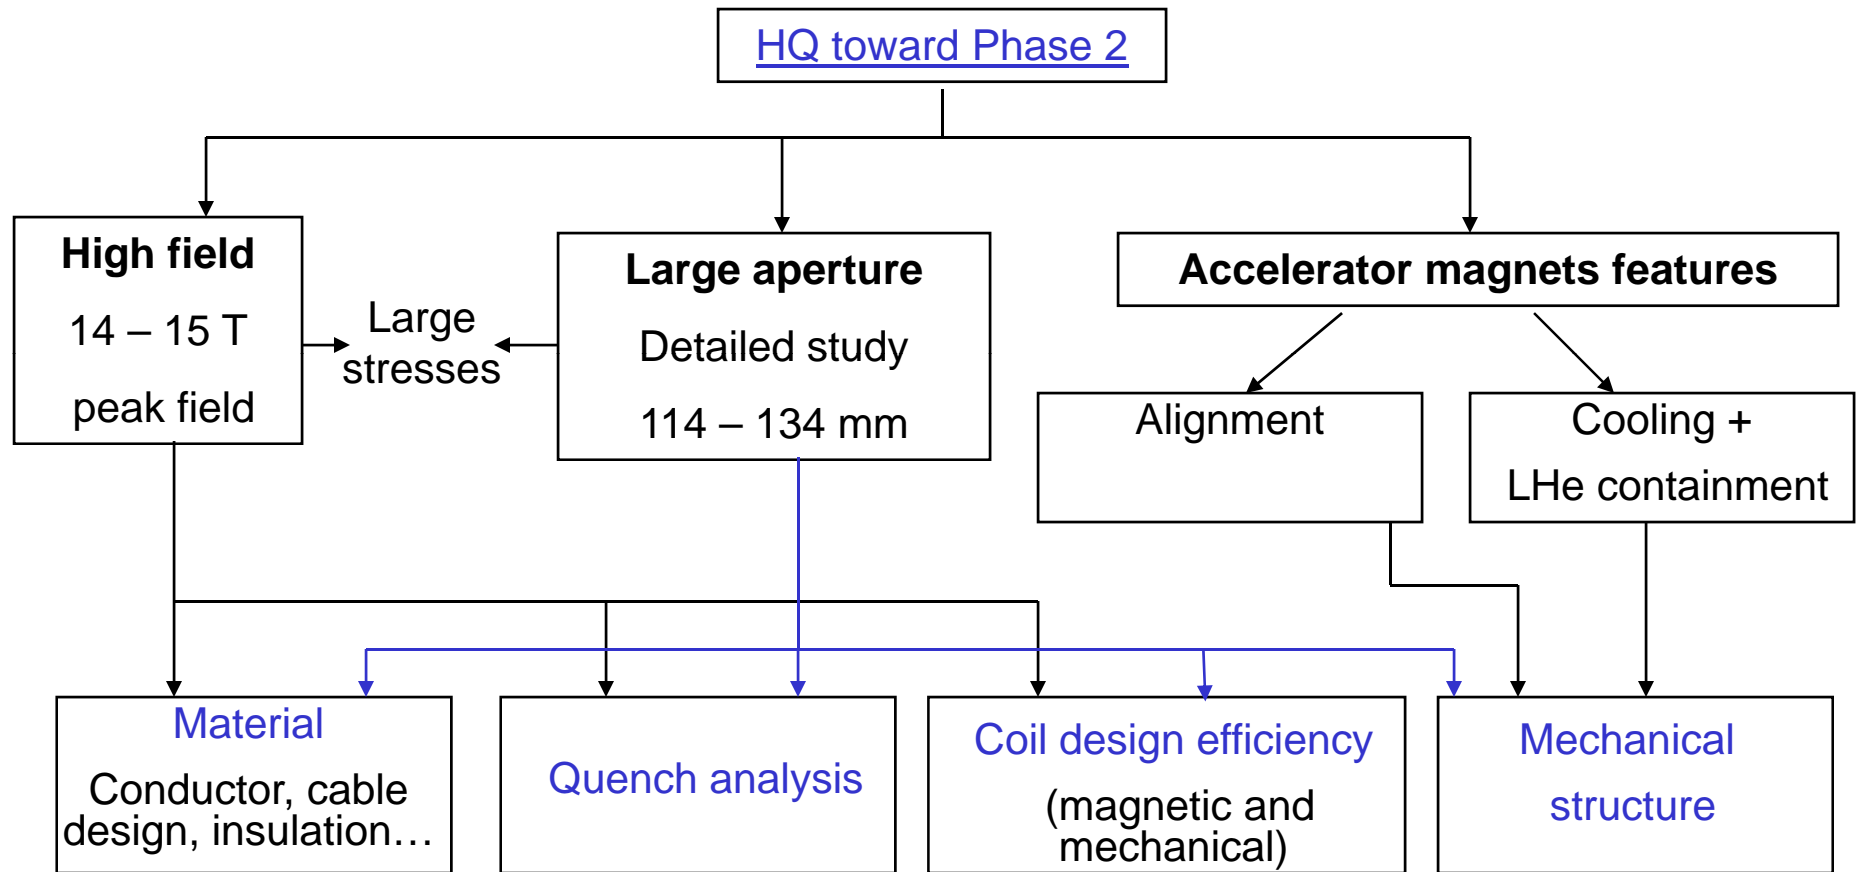 HQ toward Phase 2
High field
14 – 15 T
peak field
Large
stresses
Large aperture
Detailed study
114 – 134 mm
Accelerator magnets features
Alignment
Cooling +
LHe containment
Material
Conductor, cable
design, insulation…
Quench analysis
Coil design efficiency
(magnetic and
mechanical)
Mechanical
structure